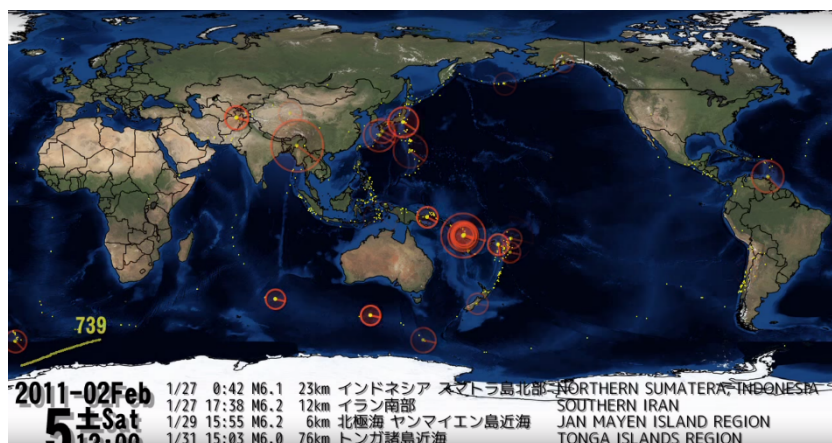 739
2011-02Feb
5土Sat
12:00
1/27 0:42 M6.1 23km インドネシア スマトラ島北部 NORTHERN SUMATERA, INDONESIA
1/27 17:38 M6.2 12km イラン南部 SOUTHERN IRAN
1/29 15:55 M6.2 6km 北極海 ヤンマイエン島近海 JAN MAYEN ISLAND REGION
1/31 15:03 M6.0 76km トンガ諸島近海 TONGA ISLANDS REGION